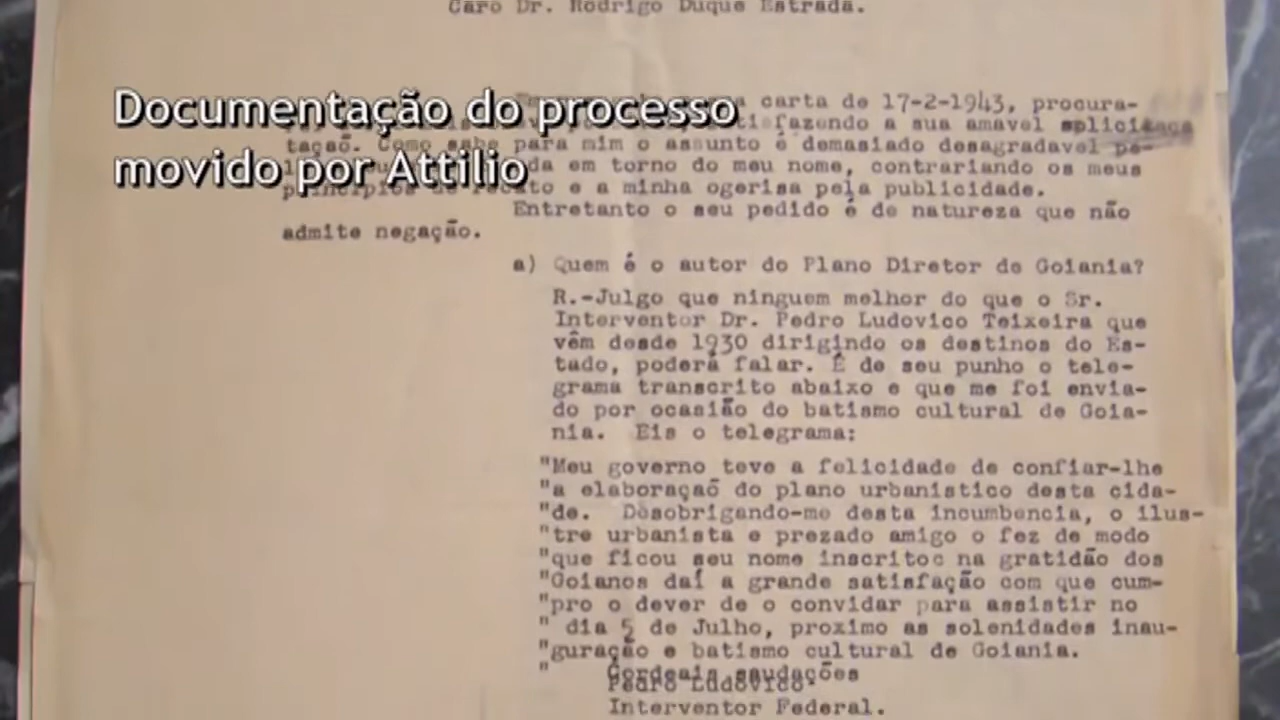 Caro Dr. Rodrigo Duque Estrada.
Documentação do processo
movido por Attilio
carta de 17-2-1943, procura-
fazendo a sua amavel solicitaca
taçaõ. Como sabe para mim o assunto é demasiado desagradavel pe-
da em torno do meu nome, contrariando os meus
principios de recato e a minha ogerisa pela publicidade.
Entretanto o seu pedido é de natureza que não
admite negação.
a) Quem é o autor do Plano Diretor de Goiania?
R.-Julgo que ninguem melhor do que o Sr.
Interventor Dr. Pedro Ludovico Teixeira que
vêm desde 1930 dirigindo os destinos do Es-
tado, poderá falar. É de seu punho o tele-
grama transcrito abaixo e que me foi envia-
do por ocasião do batismo cultural de Goia-
nia. Eis o telegrama:
"Meu governo teve a felicidade de confiar-lhe
"a elaboraçaõ do plano urbanistico desta cida-
"de. Desobrigando-me desta incumbencia, o ilus-
"tre urbanista e prezado amigo o fez de modo
"que ficou seu nome inscritoc na gratidão dos
"Goianos daí a grande satisfação com que cum-
"pro o dever de o convidar para assistir no
" dia 5 de Julho, proximo as solenidades inau-
"guração e batismo cultural de Goiania.
" Cordeais saudações
Pedro Ludovico
Interventor Federal.